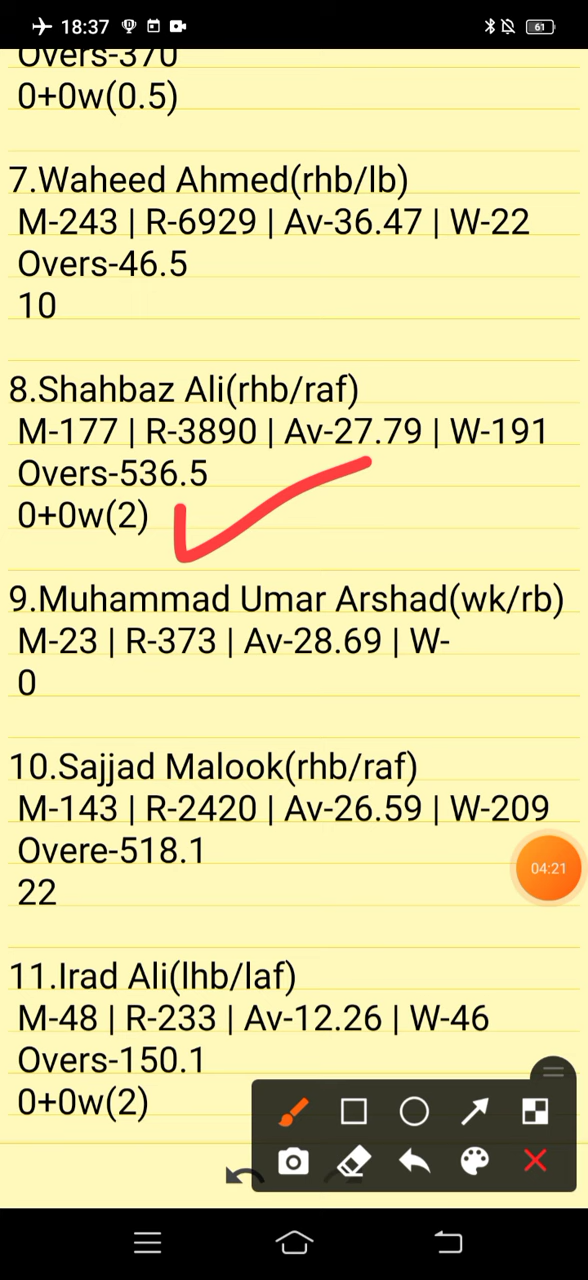 18:37
61
Overs-370
0+0w(0.5)
7.Waheed Ahmed(rhb/lb)
M-243 | R-6929 | Av-36.47 | W-22
Overs-46.5
10
8.Shahbaz Ali(rhb/raf)
M-177 | R-3890 | Av-27.79 | W-191
Overs-536.5
0+0w(2)
9.Muhammad Umar Arshad(wk/rb)
M-23 | R-373 | Av-28.69 | W-
0
10.Sajjad Malook(rhb/raf)
M-143 | R-2420 | Av-26.59 | W-209
Overe-518.1
22
04:21
11.Irad Ali(lhb/laf)
M-48 | R-233 | Av-12.26 | W-46
Overs-150.1
0+0w(2)